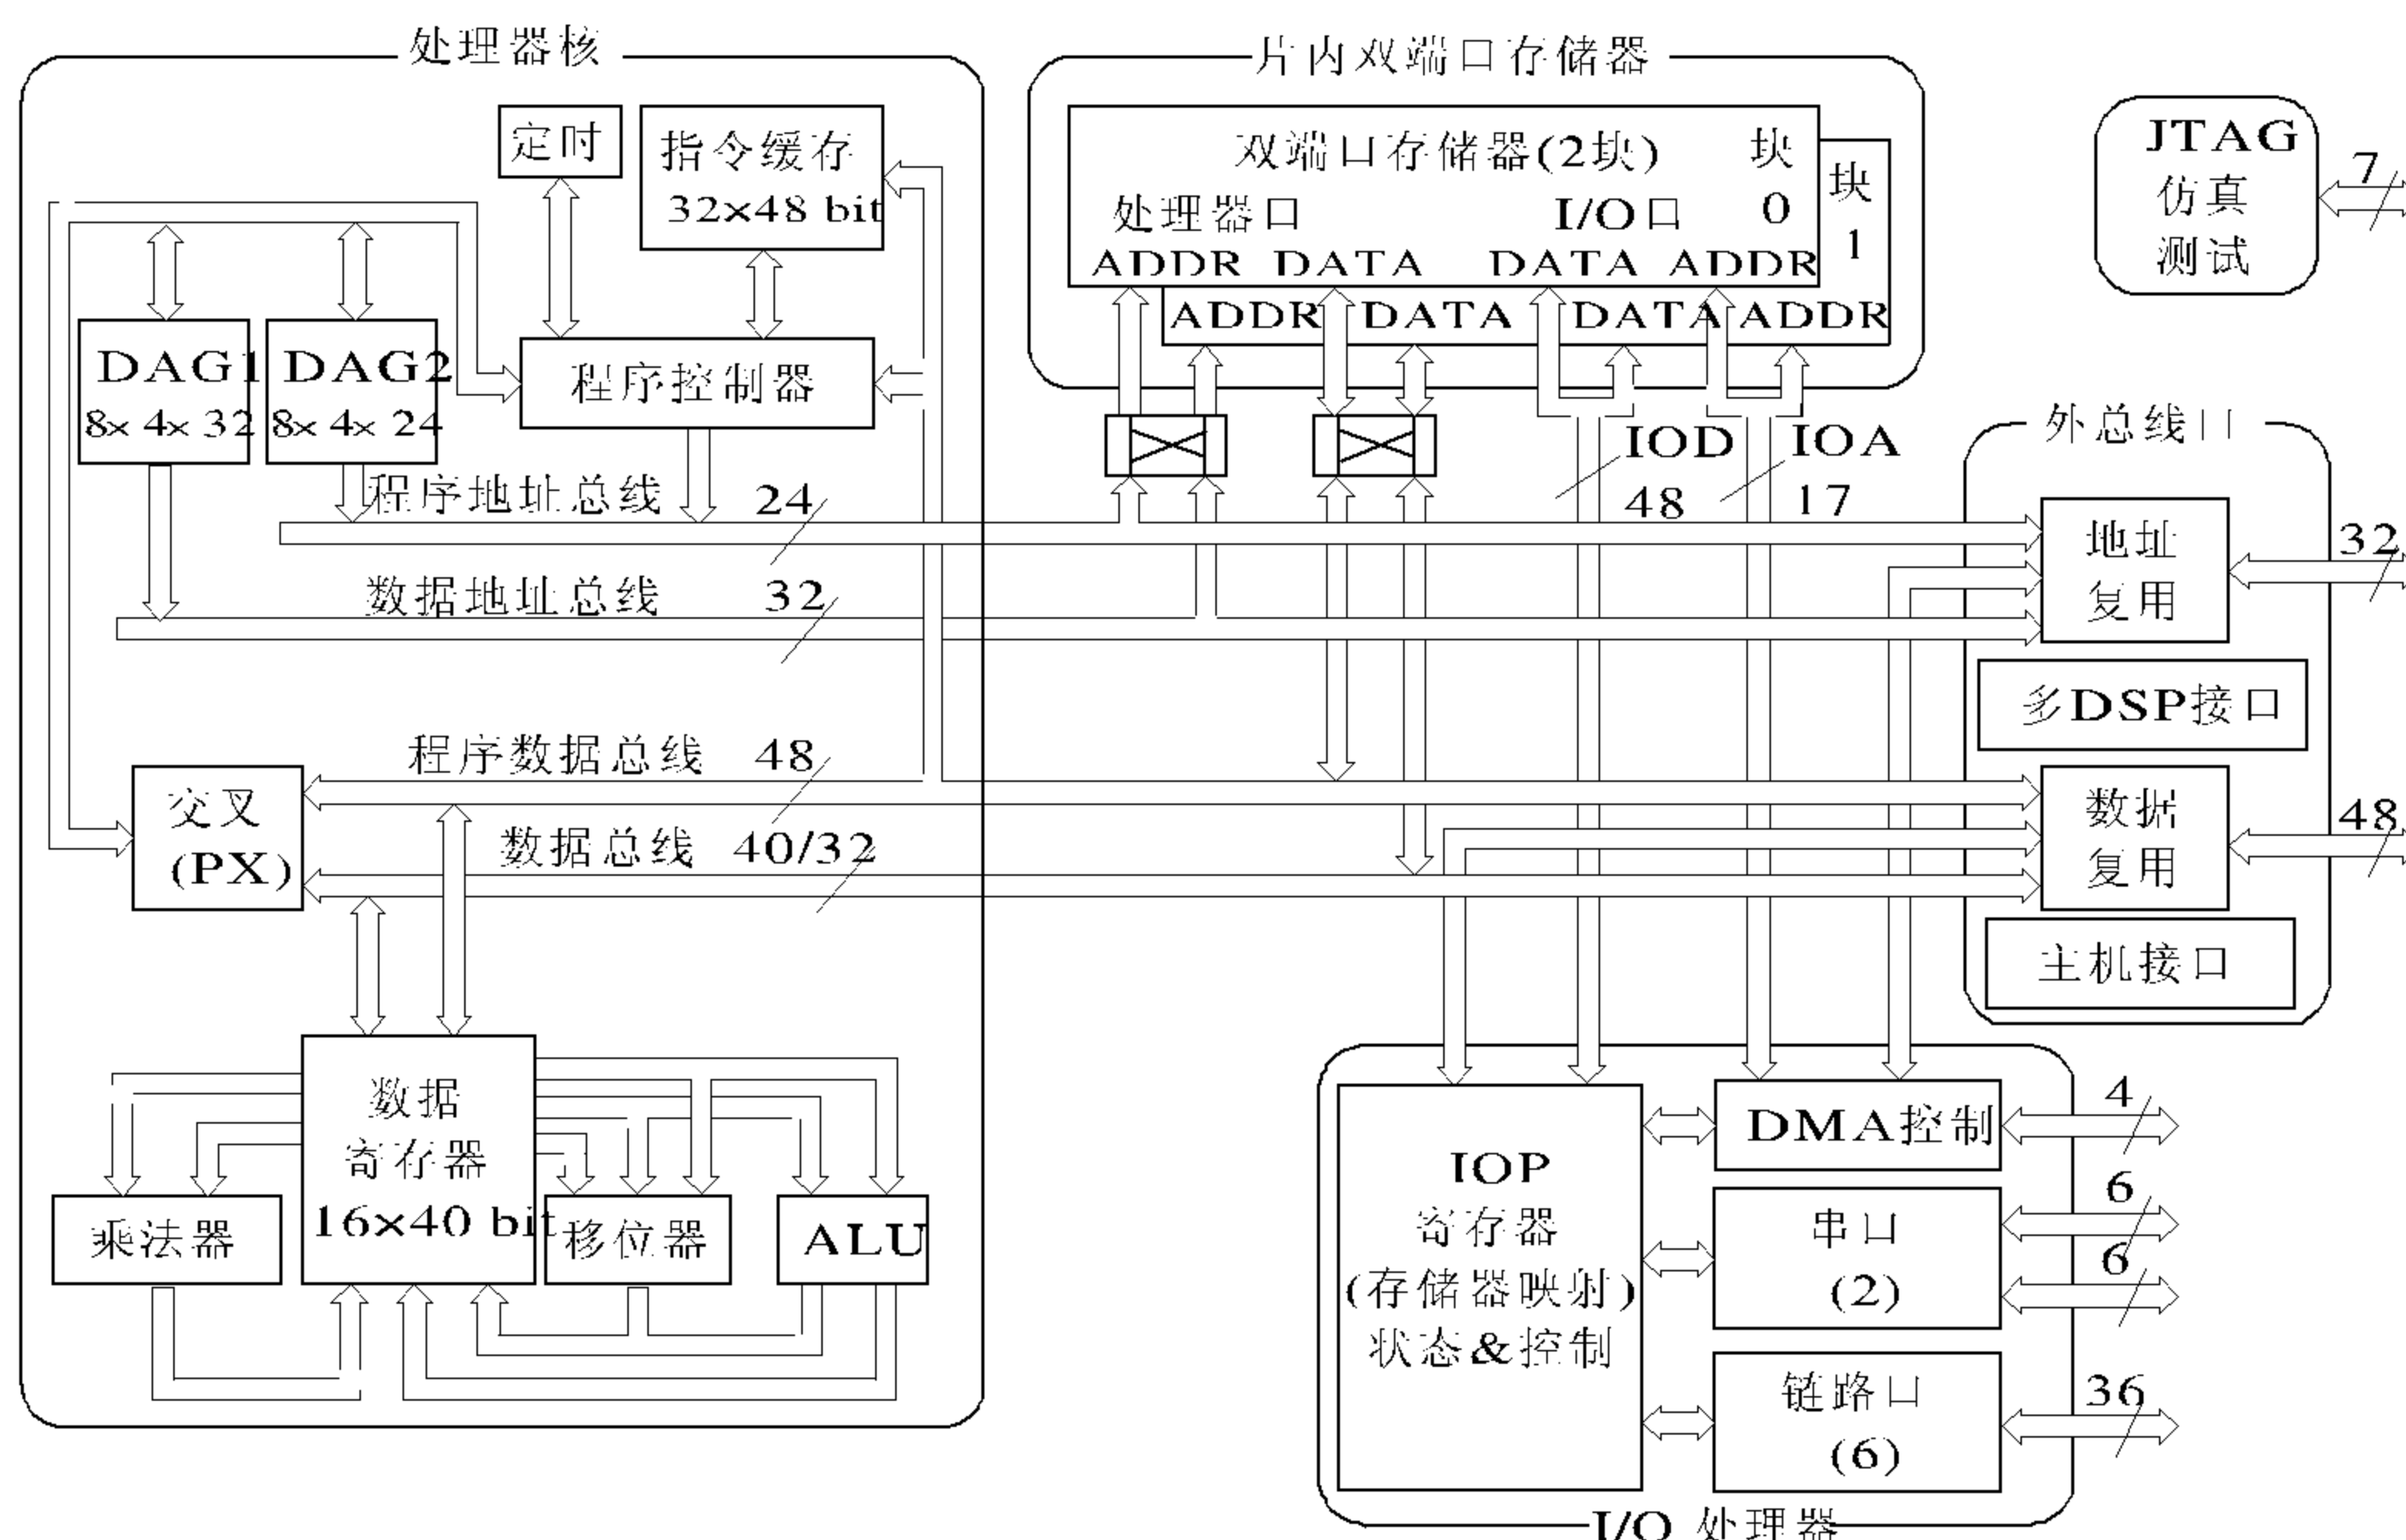 处理器核
定时
指令缓存
32×48 bit
DAG1
8× 4× 32
DAG2
8× 4× 24
程序控制器
程序地址总线 24
数据地址总线 32
程序数据总线 48
数据总线 40/32
交叉
(PX)
数据
寄存器
16×40 bit
乘法器
移位器
ALU
片内双端口存储器
双端口存储器(2块)
块
0
处理器口 I/O口
ADDR DATA DATA ADDR
块
1
ADDR DATA DATA ADDR
IOD
48
IOA
17
JTAG
仿真
测试
7
外总线口
地址
复用
32
多DSP接口
数据
复用
48
主机接口
IOP
寄存器
(存储器映射)
状态&控制
DMA控制
4
串口
(2)
6
6
链路口
(6)
36
I/O 处理器